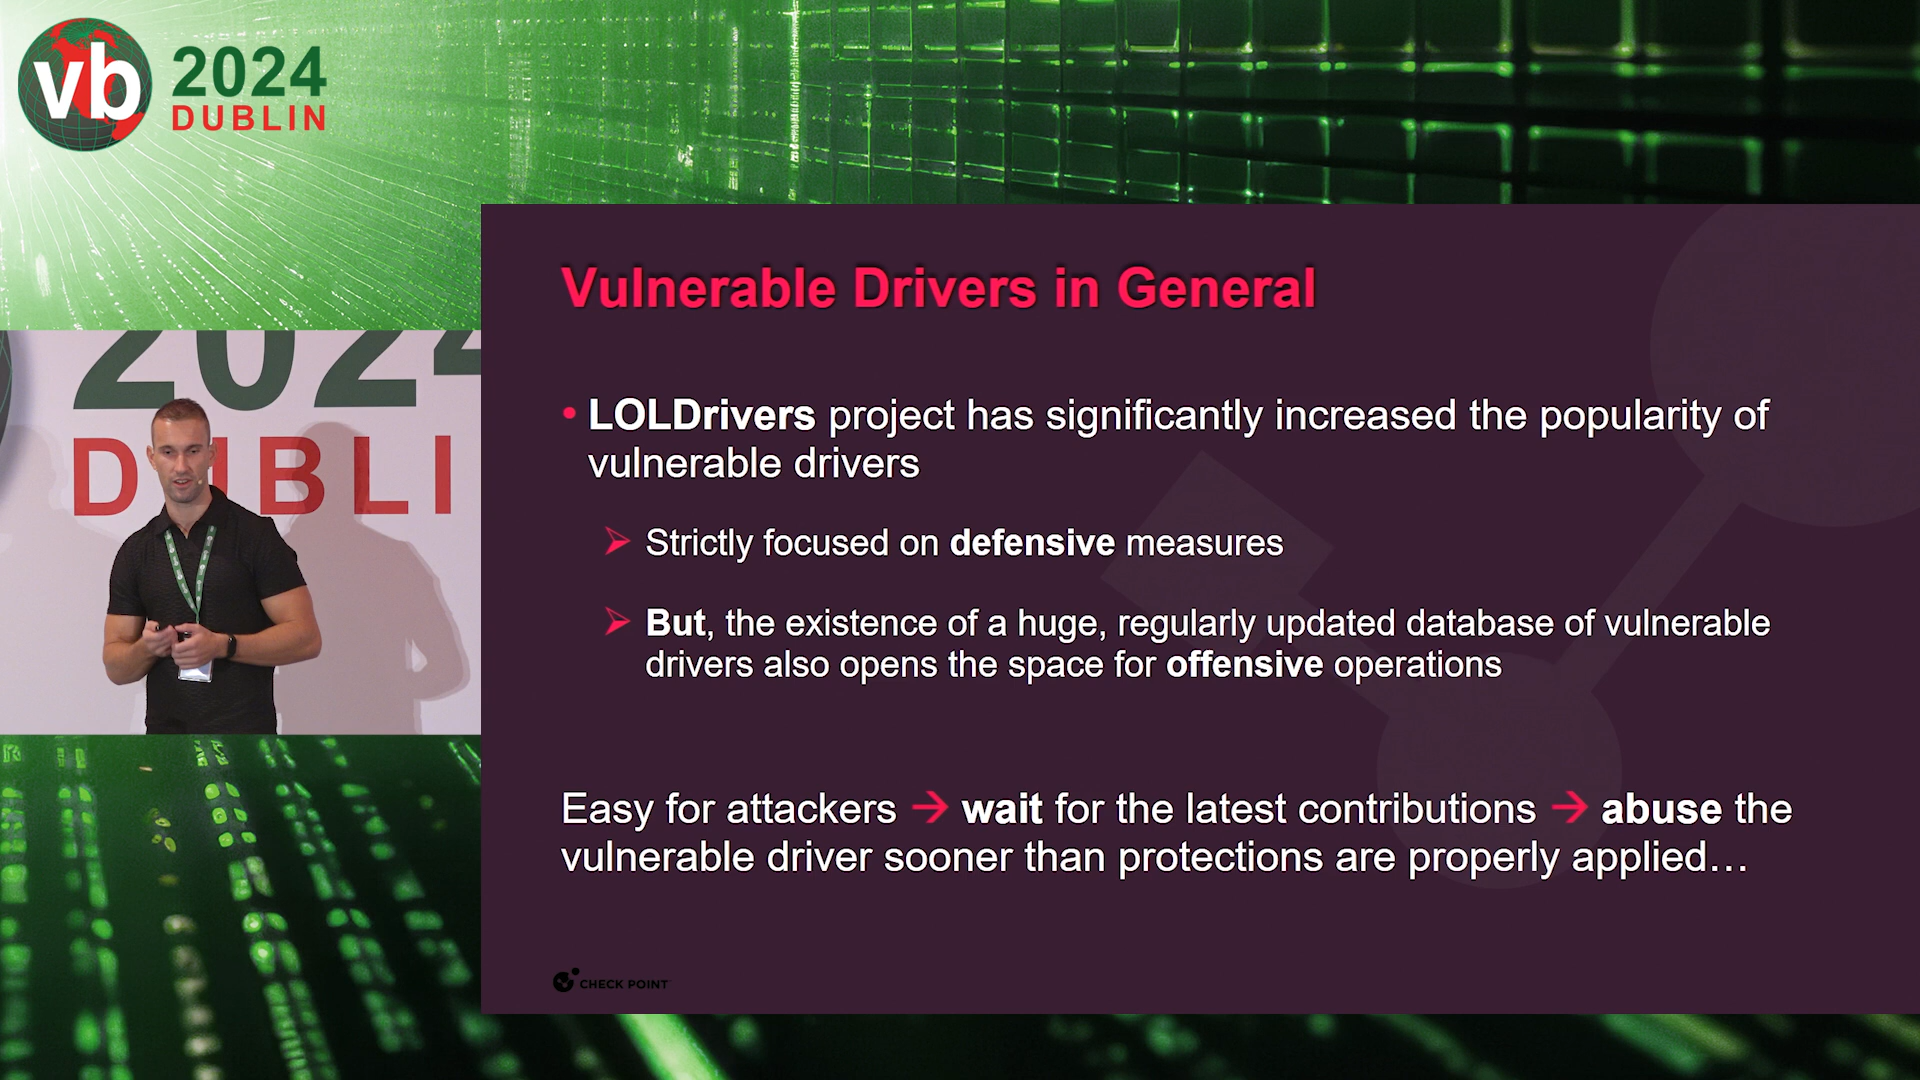 vb 2024
DUBLIN
2024
DUBLI
Vulnerable Drivers in General
• LOLDrivers project has significantly increased the popularity of
vulnerable drivers
➢ Strictly focused on defensive measures
➢ But, the existence of a huge, regularly updated database of vulnerable
drivers also opens the space for offensive operations
Easy for attackers → wait for the latest contributions → abuse the
vulnerable driver sooner than protections are properly applied…
CHECK POINT